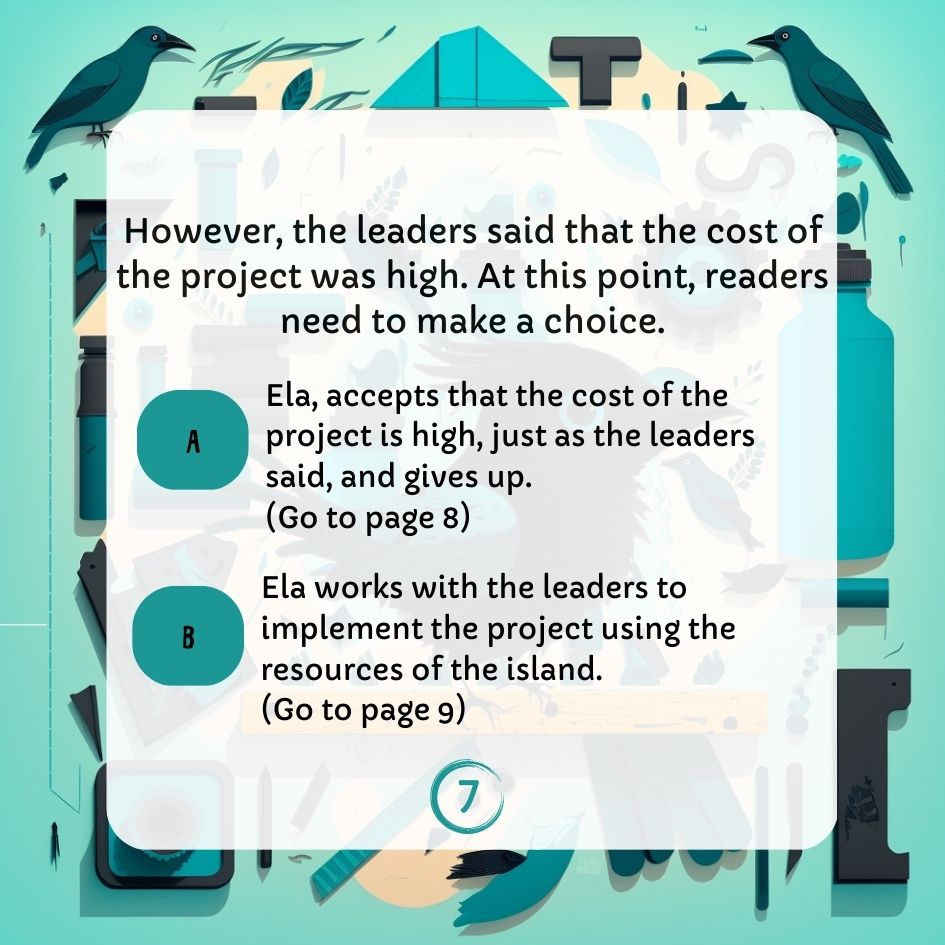 However, the leaders said that the cost of
the project was high. At this point, readers
need to make a choice.
A
Ela, accepts that the cost of the
project is high, just as the leaders
said, and gives up.
(Go to page 8)
B
Ela works with the leaders to
implement the project using the
resources of the island.
(Go to page 9)
7